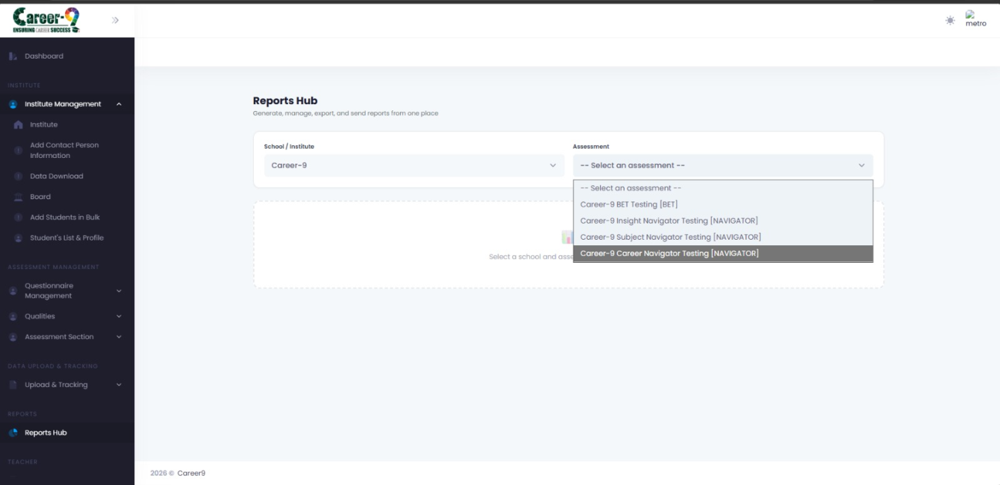 Career-9
ENSURING CAREER SUCCESS
metro
Dashboard
INSTITUTE
Institute Management
Institute
Add Contact Person
Information
Data Download
Board
Add Students in Bulk
Student's List & Profile
ASSESSMENT MANAGEMENT
Questionnaire
Management
Qualities
Assessment Section
DATA UPLOAD & TRACKING
Upload & Tracking
REPORTS
Reports Hub
TEACHER
Reports Hub
Generate, manage, export, and send reports from one place
School / Institute
Career-9
Assessment
-- Select an assessment --
-- Select an assessment --
Career-9 BET Testing [BET]
Career-9 Insight Navigator Testing [NAVIGATOR]
Career-9 Subject Navigator Testing [NAVIGATOR]
Career-9 Career Navigator Testing [NAVIGATOR]
Select a school and asse
2026 © Career9